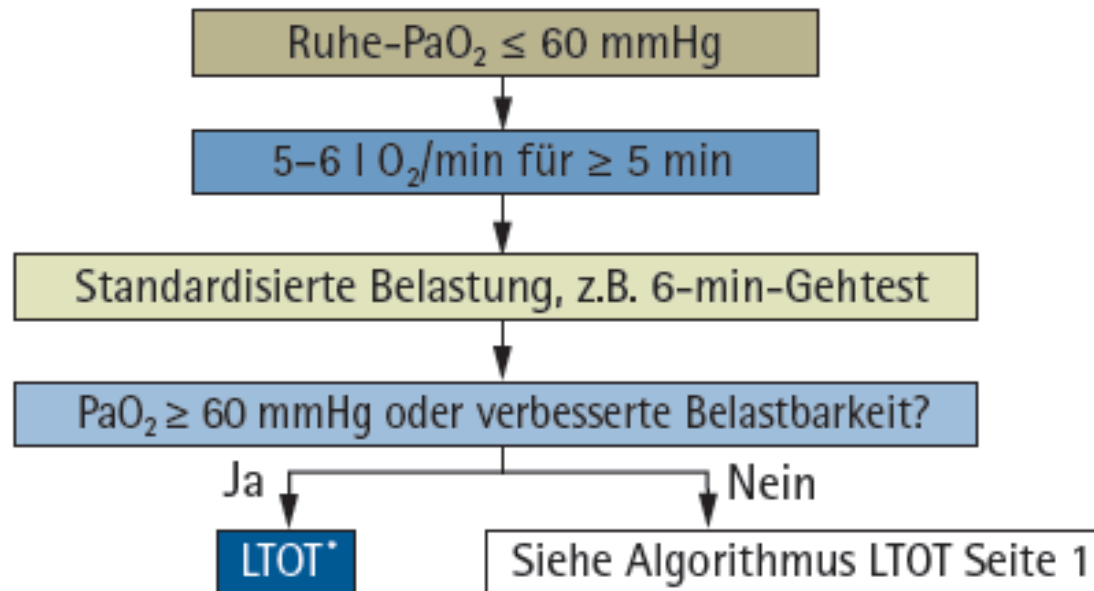 Ruhe-PaO₂ ≤ 60 mmHg
5–6 l O₂/min für ≥ 5 min
Standardisierte Belastung, z.B. 6-min-Gehtest
PaO₂ ≥ 60 mmHg oder verbesserte Belastbarkeit?
Ja Nein
LTOT* Siehe Algorithmus LTOT Seite 1